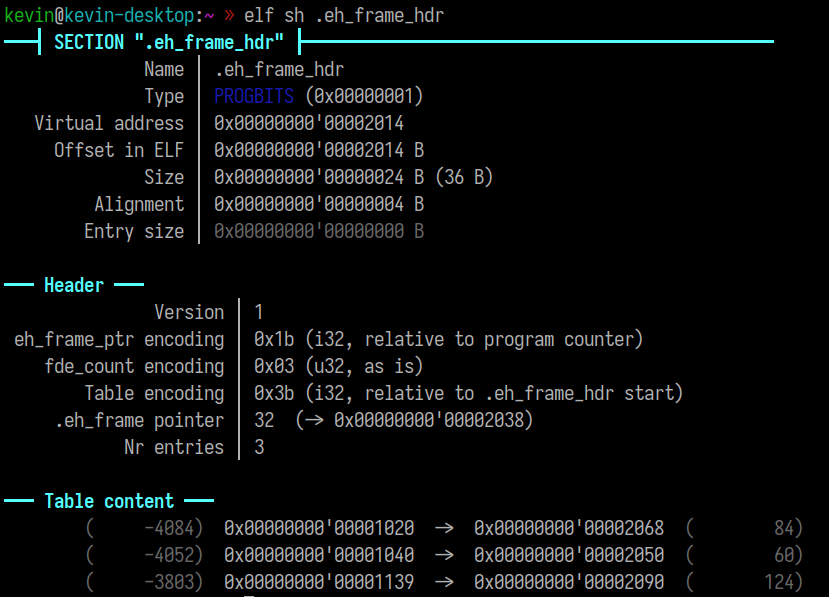 kevin@kevin-desktop:~ » elf sh .eh_frame_hdr
SECTION ".eh_frame_hdr"
Name .eh_frame_hdr
Type PROGBITS (0x00000001)
Virtual address 0x00000000'00002014
Offset in ELF 0x00000000'00002014 B
Size 0x00000000'00000024 B (36 B)
Alignment 0x00000000'00000004 B
Entry size 0x00000000'00000000 B
Header
Version 1
eh_frame_ptr encoding 0x1b (i32, relative to program counter)
fde_count encoding 0x03 (u32, as is)
Table encoding 0x3b (i32, relative to .eh_frame_hdr start)
.eh_frame pointer 32 (→ 0x00000000'00002038)
Nr entries 3
Table content
( -4084) 0x00000000'00001020 → 0x00000000'00002068 ( 84)
( -4052) 0x00000000'00001040 → 0x00000000'00002050 ( 60)
( -3803) 0x00000000'00001139 → 0x00000000'00002090 ( 124)